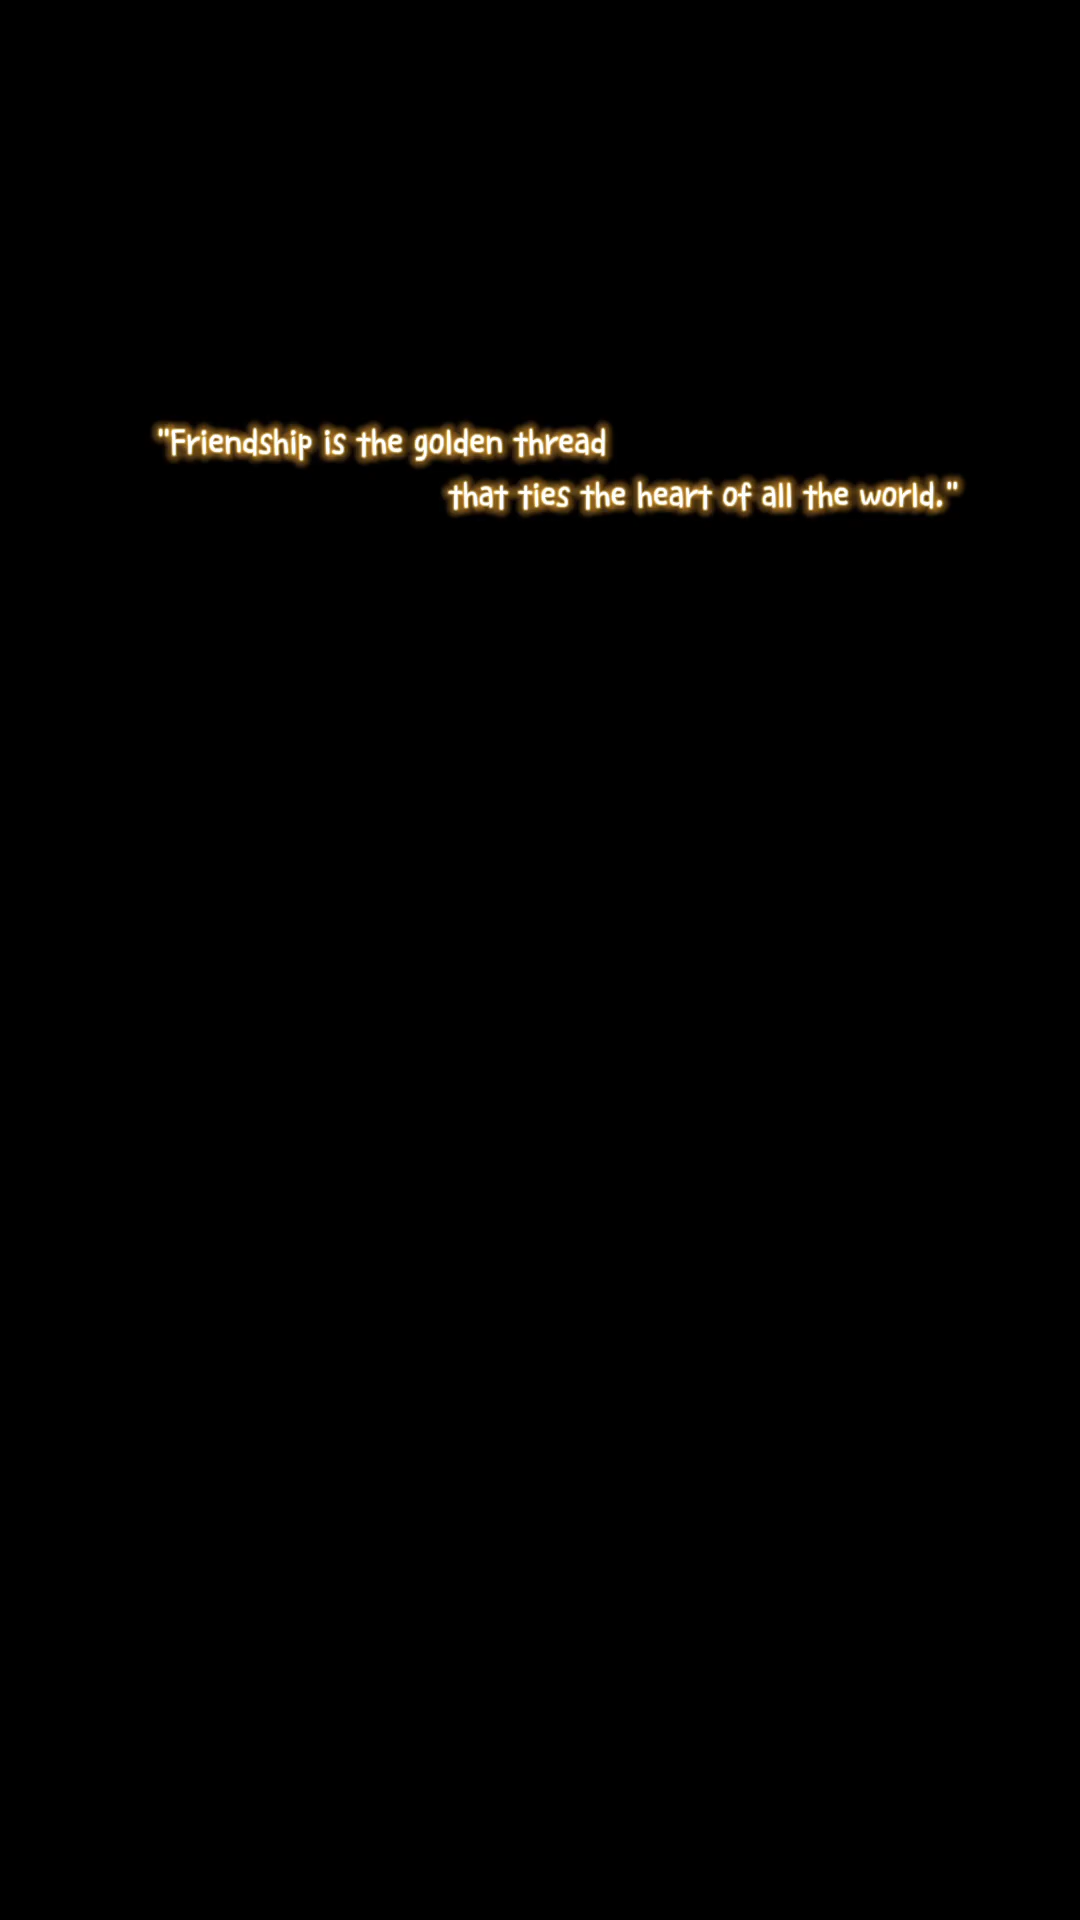 "Friendship is the golden thread
that ties the heart of all the world."